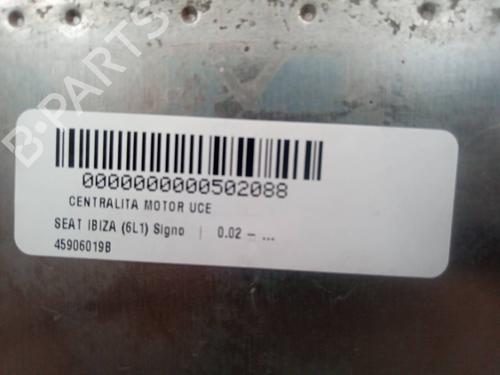 B-PARTS
0000000000502088
CENTRALITA MOTOR UCE
SEAT IBIZA (6L1) Signo | 0.02 – ...
45906019B